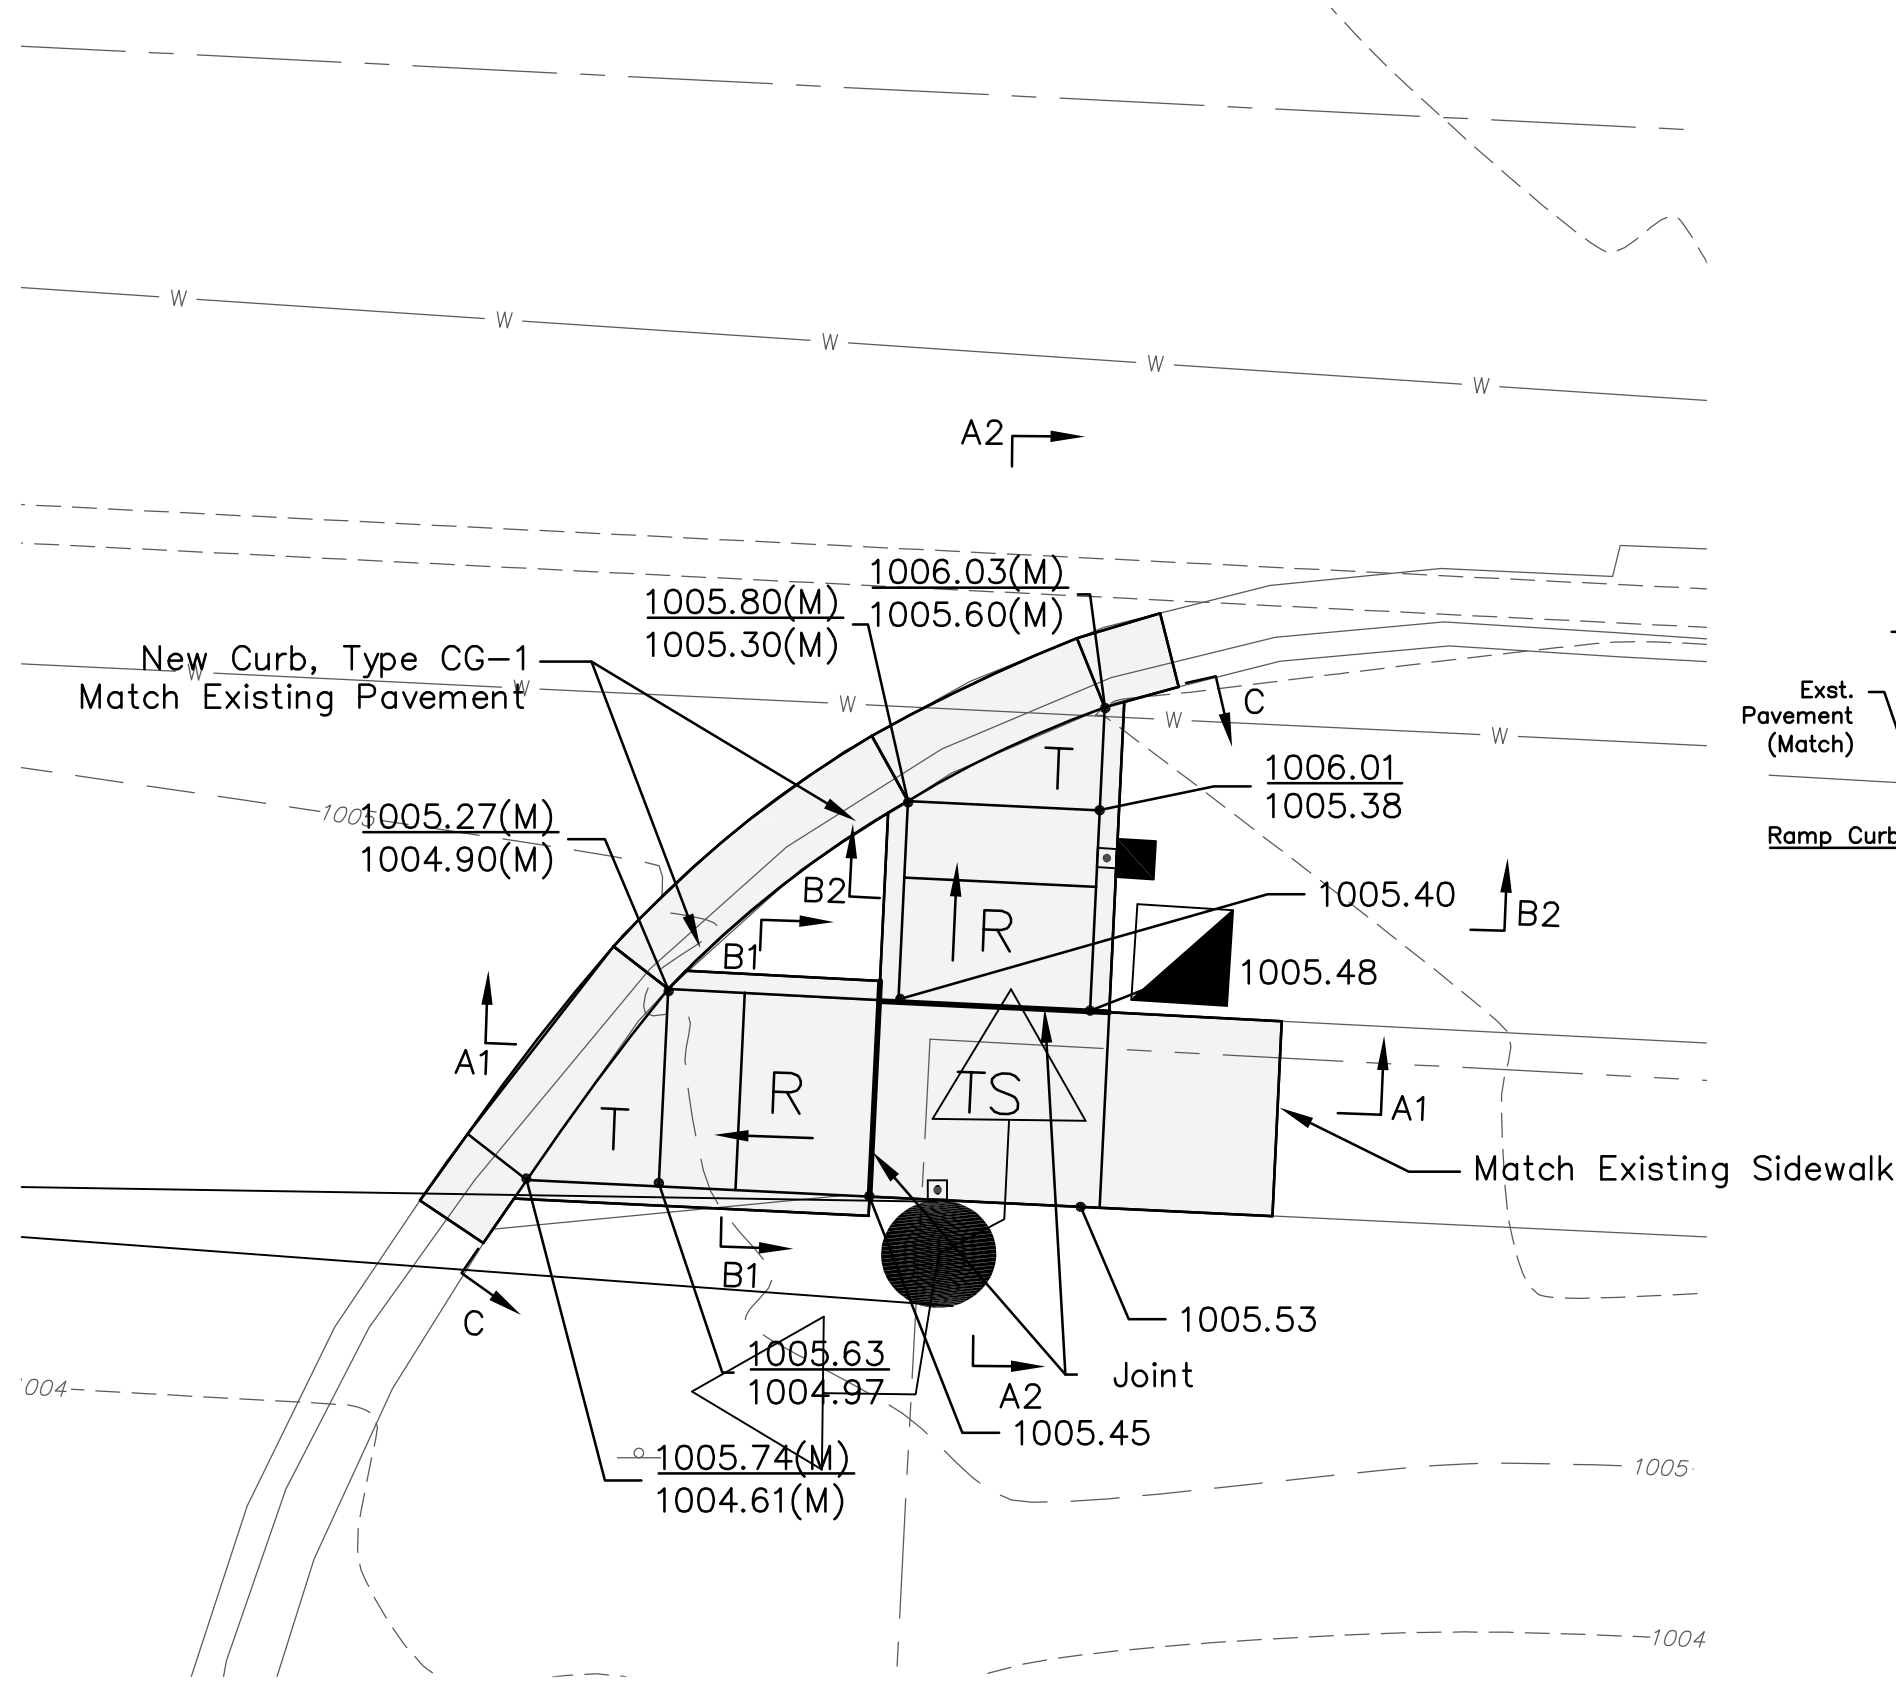 W
W
W
W
W
A2
1006.03(M)
1005.60(M)
1005.80(M)
1005.30(M)
New Curb, Type CG-1
Match Existing Pavement
W
W
W
W
W
C
Exst.
Pavement
(Match)
T
1006.01
1005.38
1005
1005.27(M)
1004.90(M)
Ramp Curb
B2
R
1005.40
B2
B1
1005.48
A1
R
TS
T
A1
Match Existing Sidewalk
B1
C
1005.53
1005.63
1004.97
Joint
A2
004
1005.45
1005.74(M)
1004.61(M)
1005
1004